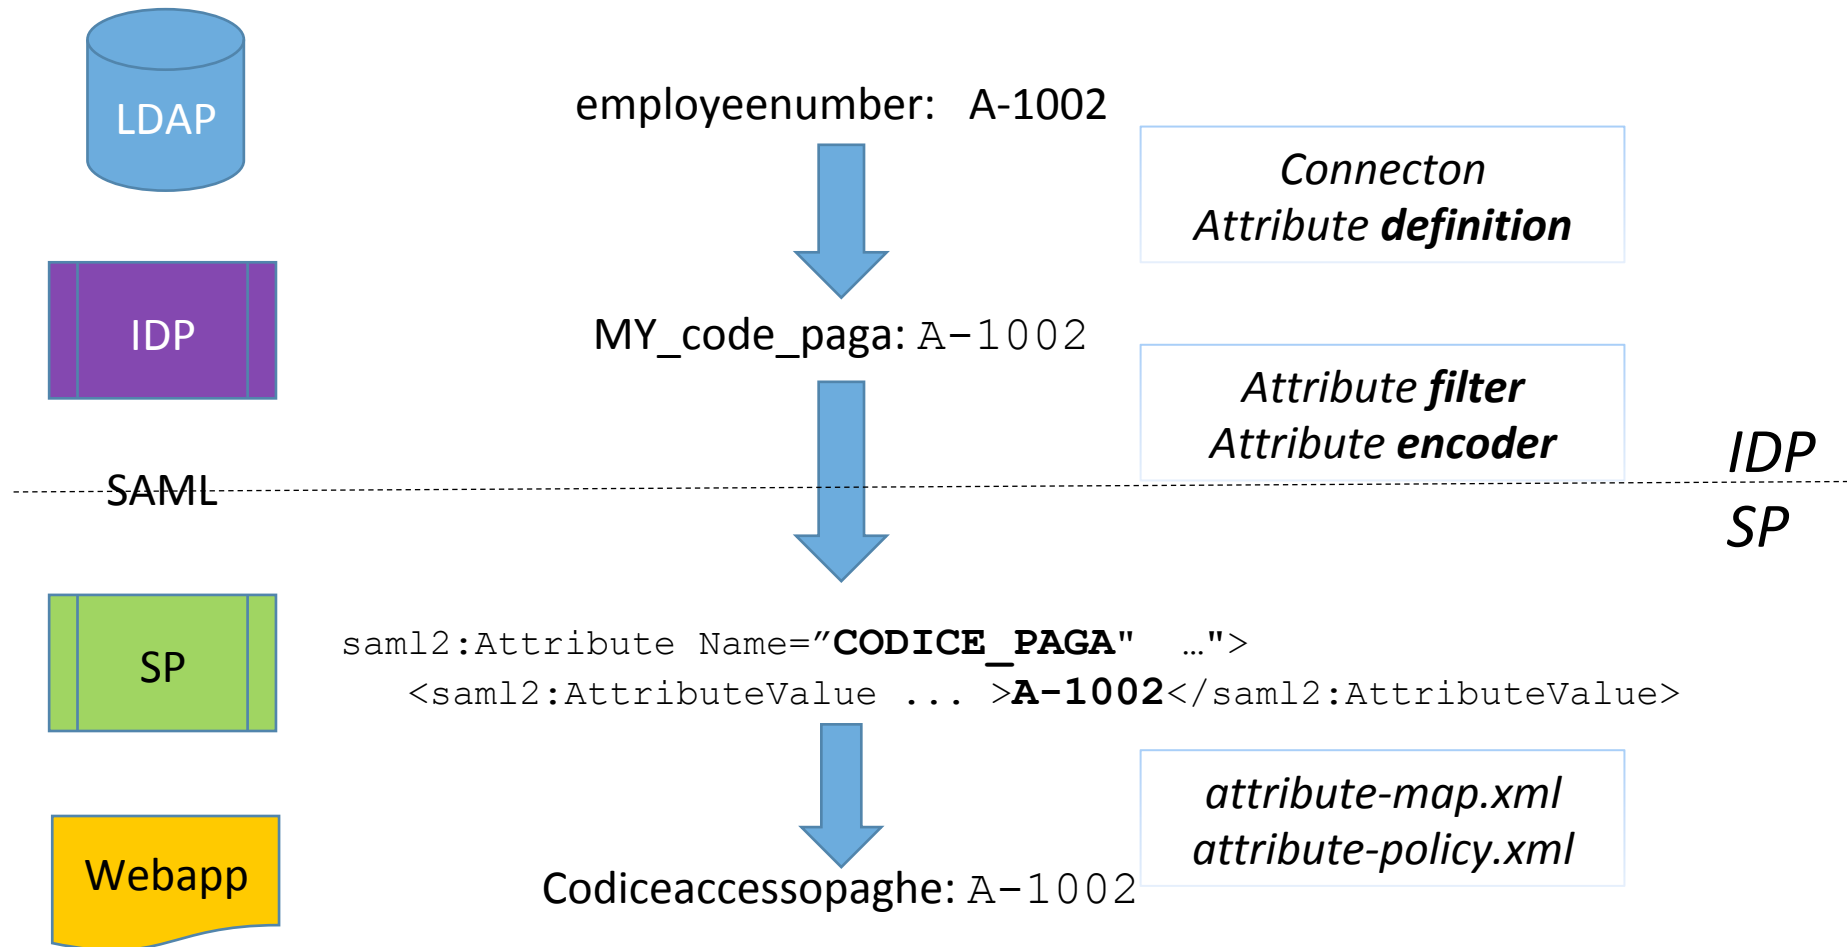 LDAP
employeenumber: A-1002
Connecton
Attribute definition
IDP
MY_code_paga: A-1002
Attribute filter
Attribute encoder
IDP
SAML
SP
SP
saml2:Attribute Name=”CODICE_PAGA" …">
<saml2:AttributeValue ... >A-1002</saml2:AttributeValue>
attribute-map.xml
attribute-policy.xml
Webapp
Codiceaccessopaghe: A-1002